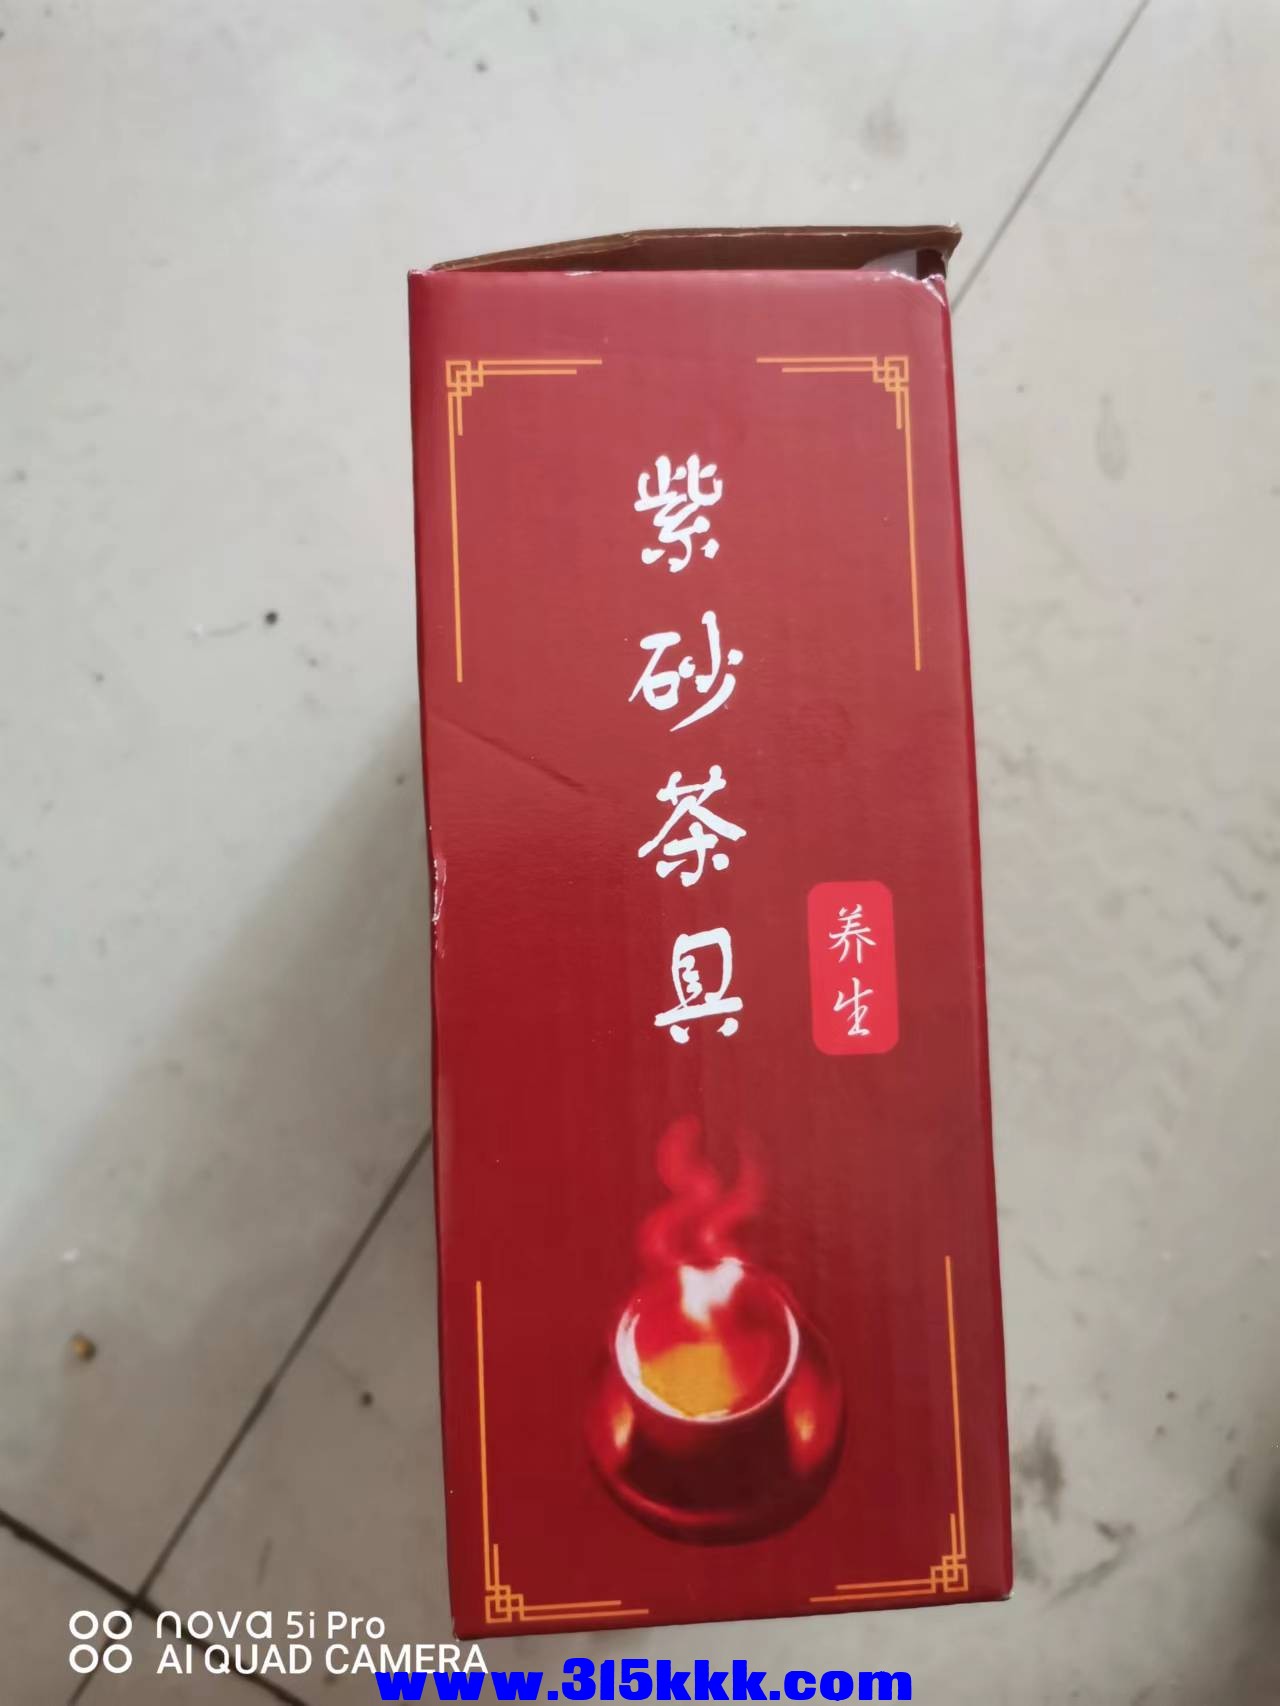 紫砂茶具
养生
nova 5i Pro
AI QUAD CAMERA
www.315kkk.com